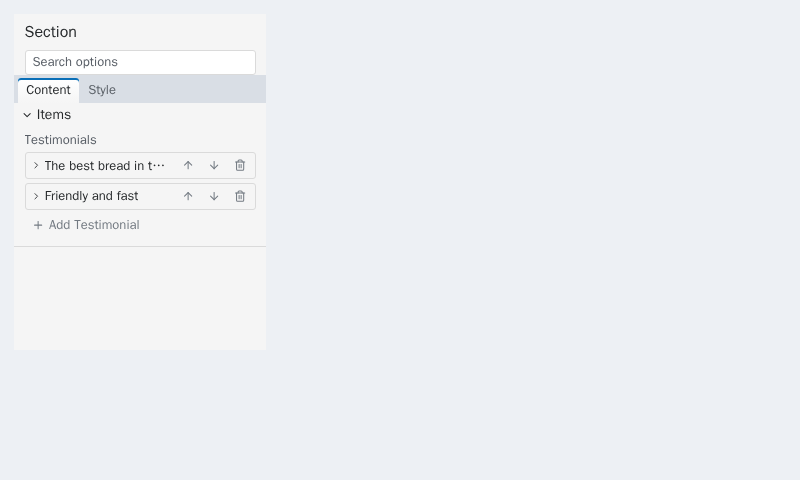 Section
Search options
Content
Style
Items
Testimonials
The best bread in t···
Friendly and fast
Add Testimonial